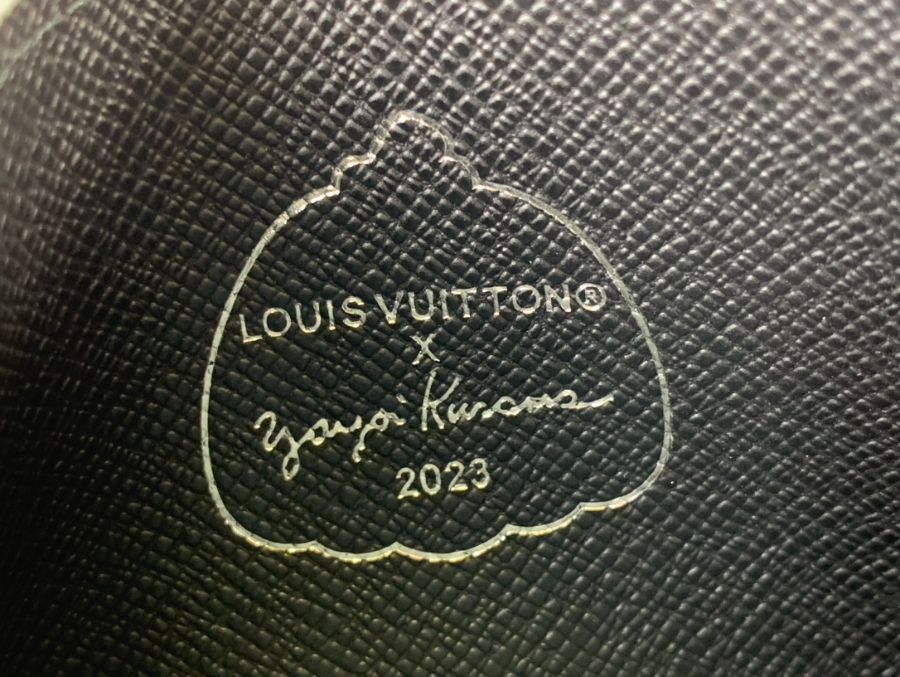 LOUIS VUITTON®
X
Yayoi Kusama
2023